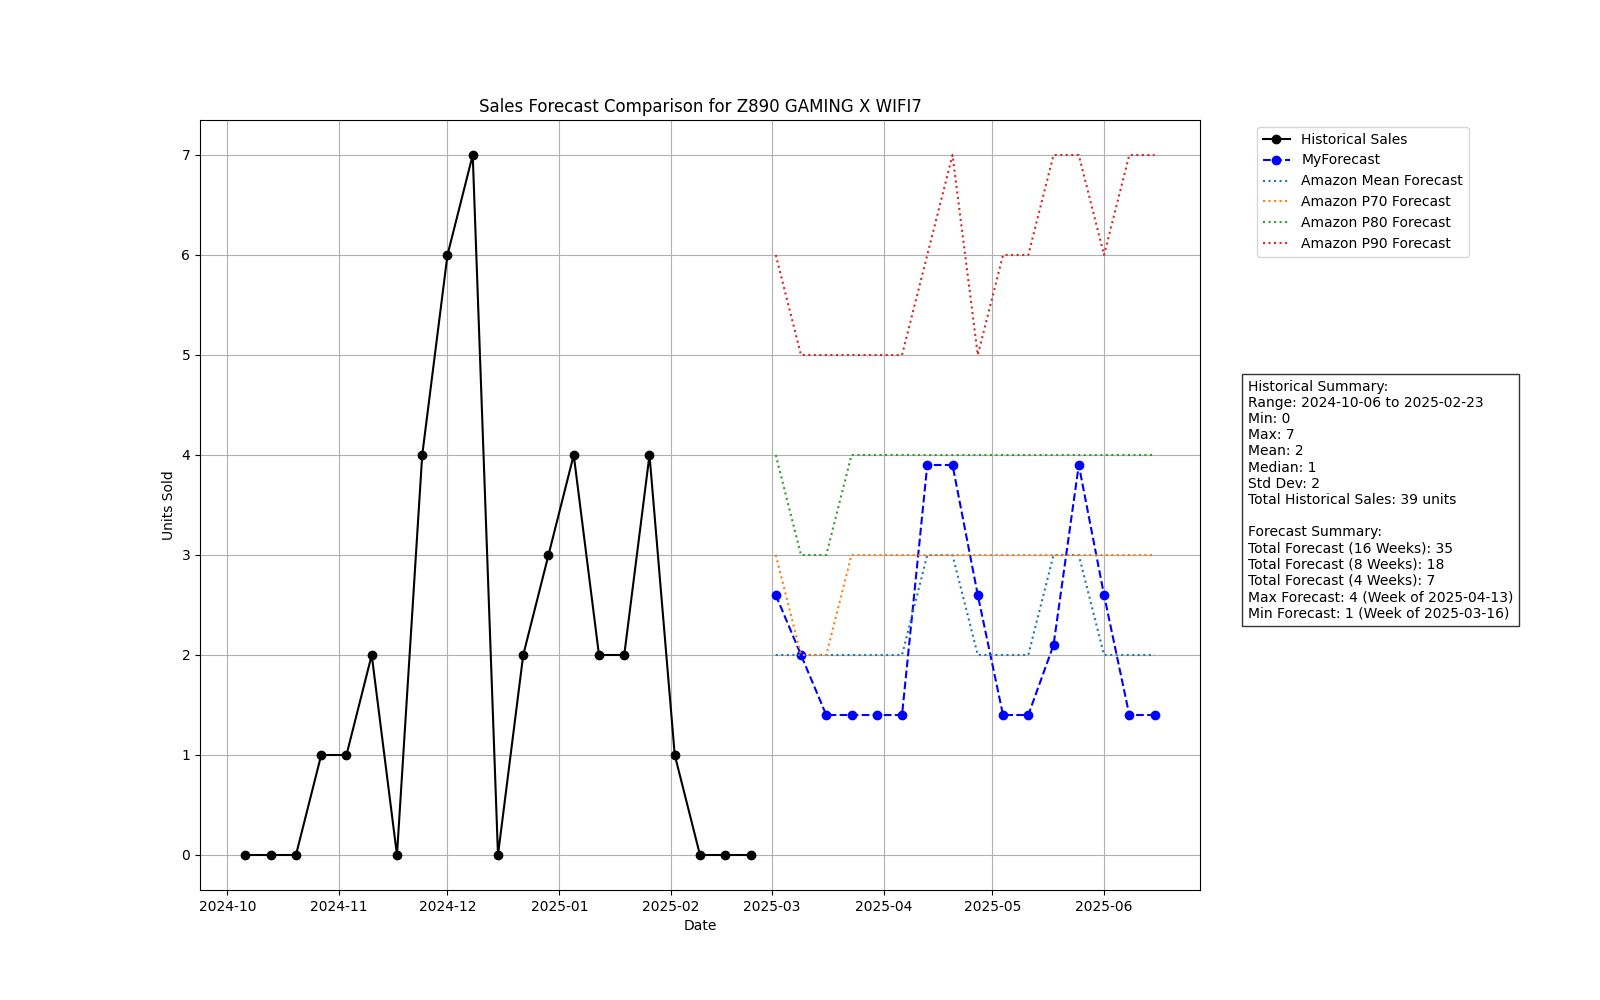 Sales Forecast Comparison for Z890 GAMING X WIFI7
Units Sold
7
6
5
4
3
2
1
0
2024-10 2024-11 2024-12 2025-01 2025-02 2025-03 2025-04 2025-05 2025-06
Date
Historical Sales
MyForecast
Amazon Mean Forecast
Amazon P70 Forecast
Amazon P80 Forecast
Amazon P90 Forecast
Historical Summary:
Range: 2024-10-06 to 2025-02-23
Min: 0
Max: 7
Mean: 2
Median: 1
Std Dev: 2
Total Historical Sales: 39 units
Forecast Summary:
Total Forecast (16 Weeks): 35
Total Forecast (8 Weeks): 18
Total Forecast (4 Weeks): 7
Max Forecast: 4 (Week of 2025-04-13)
Min Forecast: 1 (Week of 2025-03-16)